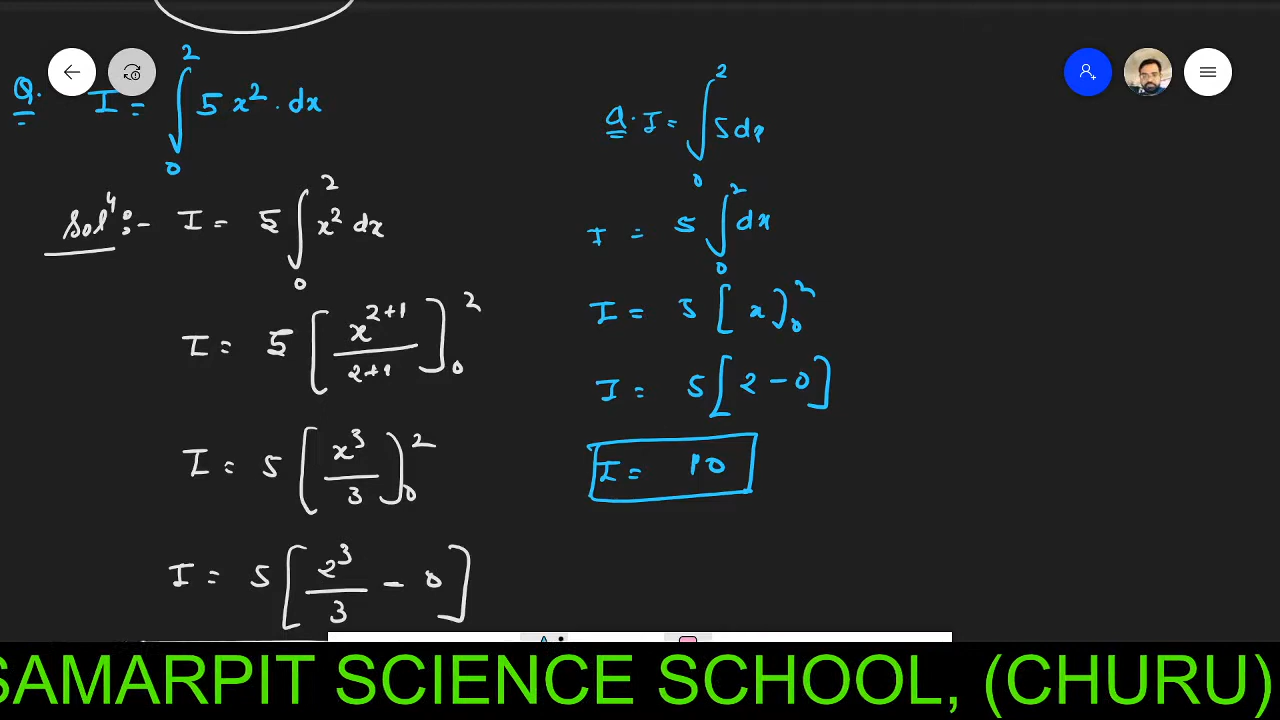 Q. I = ∫₀² 5x² . dx
Solⁿ :- I = 5 ∫₀² x² dx
I = 5 [x²⁺¹ / 2+1]₀²
I = 5 [x³ / 3]₀²
I = 5 [2³ / 3 - 0]
Q. I = ∫₀² 5dx
I = 5 ∫₀² dx
I = 5 [x]₀²
I = 5 [2 - 0]
I = 10
SAMARPIT SCIENCE SCHOOL, (CHURU)